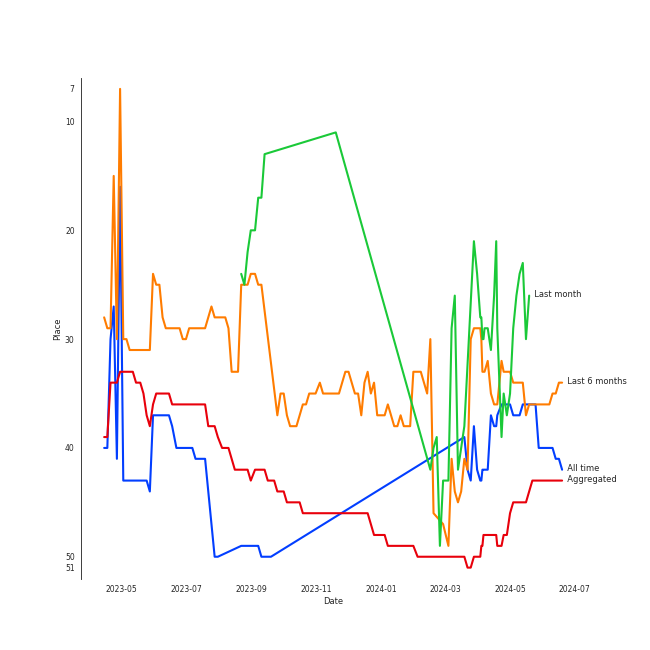 7
10
20
30
40
50
51
Place
Last month
Last 6 months
All time
Aggregated
2023-05
2023-07
2023-09
2023-11
2024-01
2024-03
2024-05
2024-07
Date